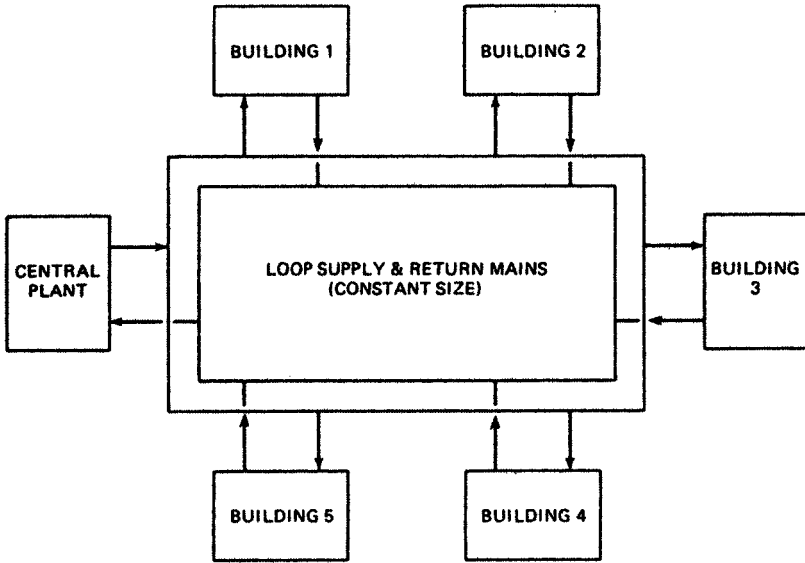 BUILDING 1
BUILDING 2
CENTRAL
PLANT
LOOP SUPPLY & RETURN MAINS
(CONSTANT SIZE)
BUILDING
3
BUILDING 5
BUILDING 4